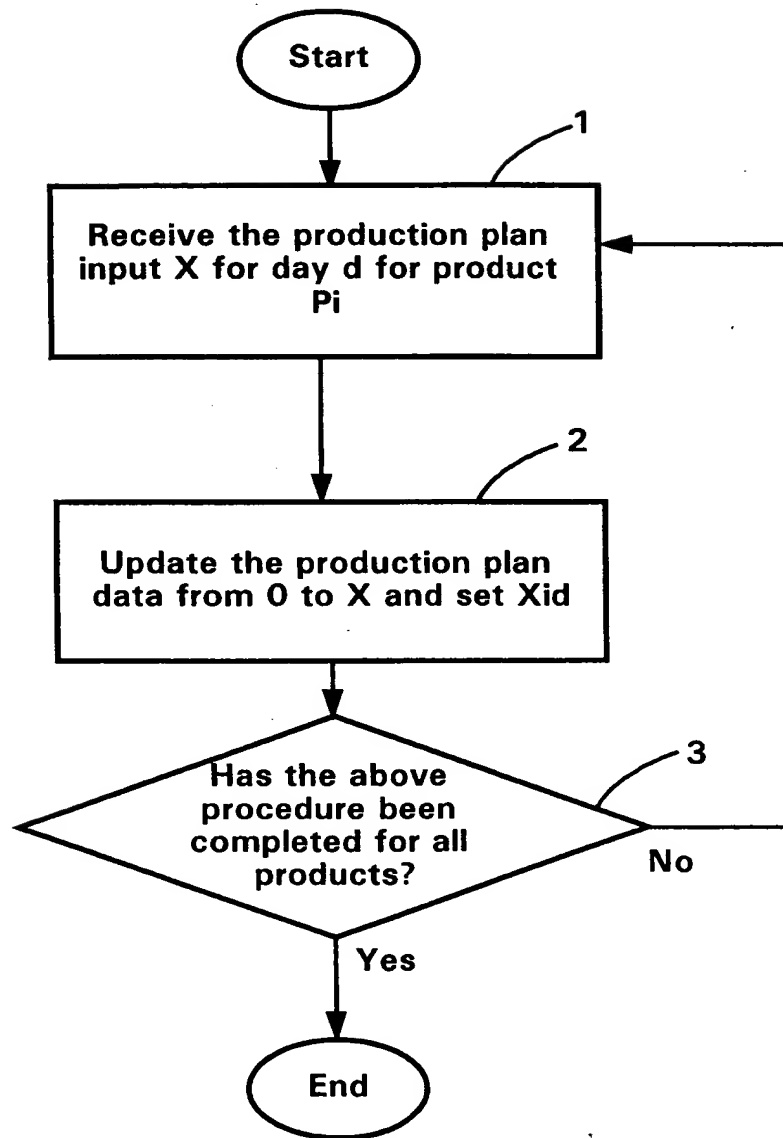 Start
1
Receive the production plan
input X for day d for product
Pi
2
Update the production plan
data from 0 to X and set Xid
3
Has the above
procedure been
completed for all
products?
No
Yes
End